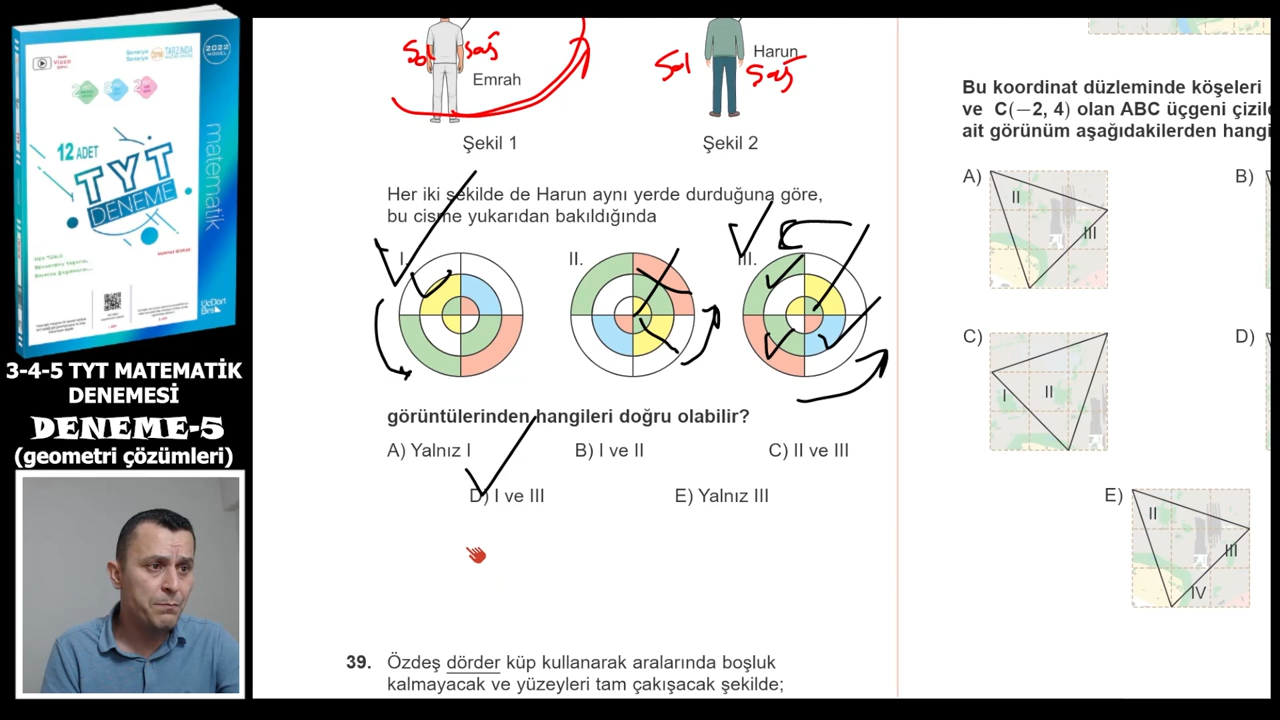 2022
MODEL
TARZINDA
12 ADET
TYT
DENEME
matematik
ÜcDört
Beş
3-4-5 TYT MATEMATİK
DENEMESİ
DENEME-5
(geometri çözümleri)
Sol
Sağ
Emrah
Sol
Harun
Sağ
Şekil 1
Şekil 2
Her iki şekilde de Harun aynı yerde durduğuna göre,
bu cisme yukarıdan bakıldığında
I.
II.
III.
görüntülerinden hangileri doğru olabilir?
A) Yalnız I
B) I ve II
C) II ve III
D) I ve III
E) Yalnız III
39. Özdeş dörder küp kullanarak aralarında boşluk
kalmayacak ve yüzeyleri tam çakışacak şekilde;
Bu koordinat düzleminde köşeleri
ve C(−2, 4) olan ABC üçgeni çizil
ait görünüm aşağıdakilerden hangi
A)
II
III
B)
C)
I
II
D)
E)
II
III
IV